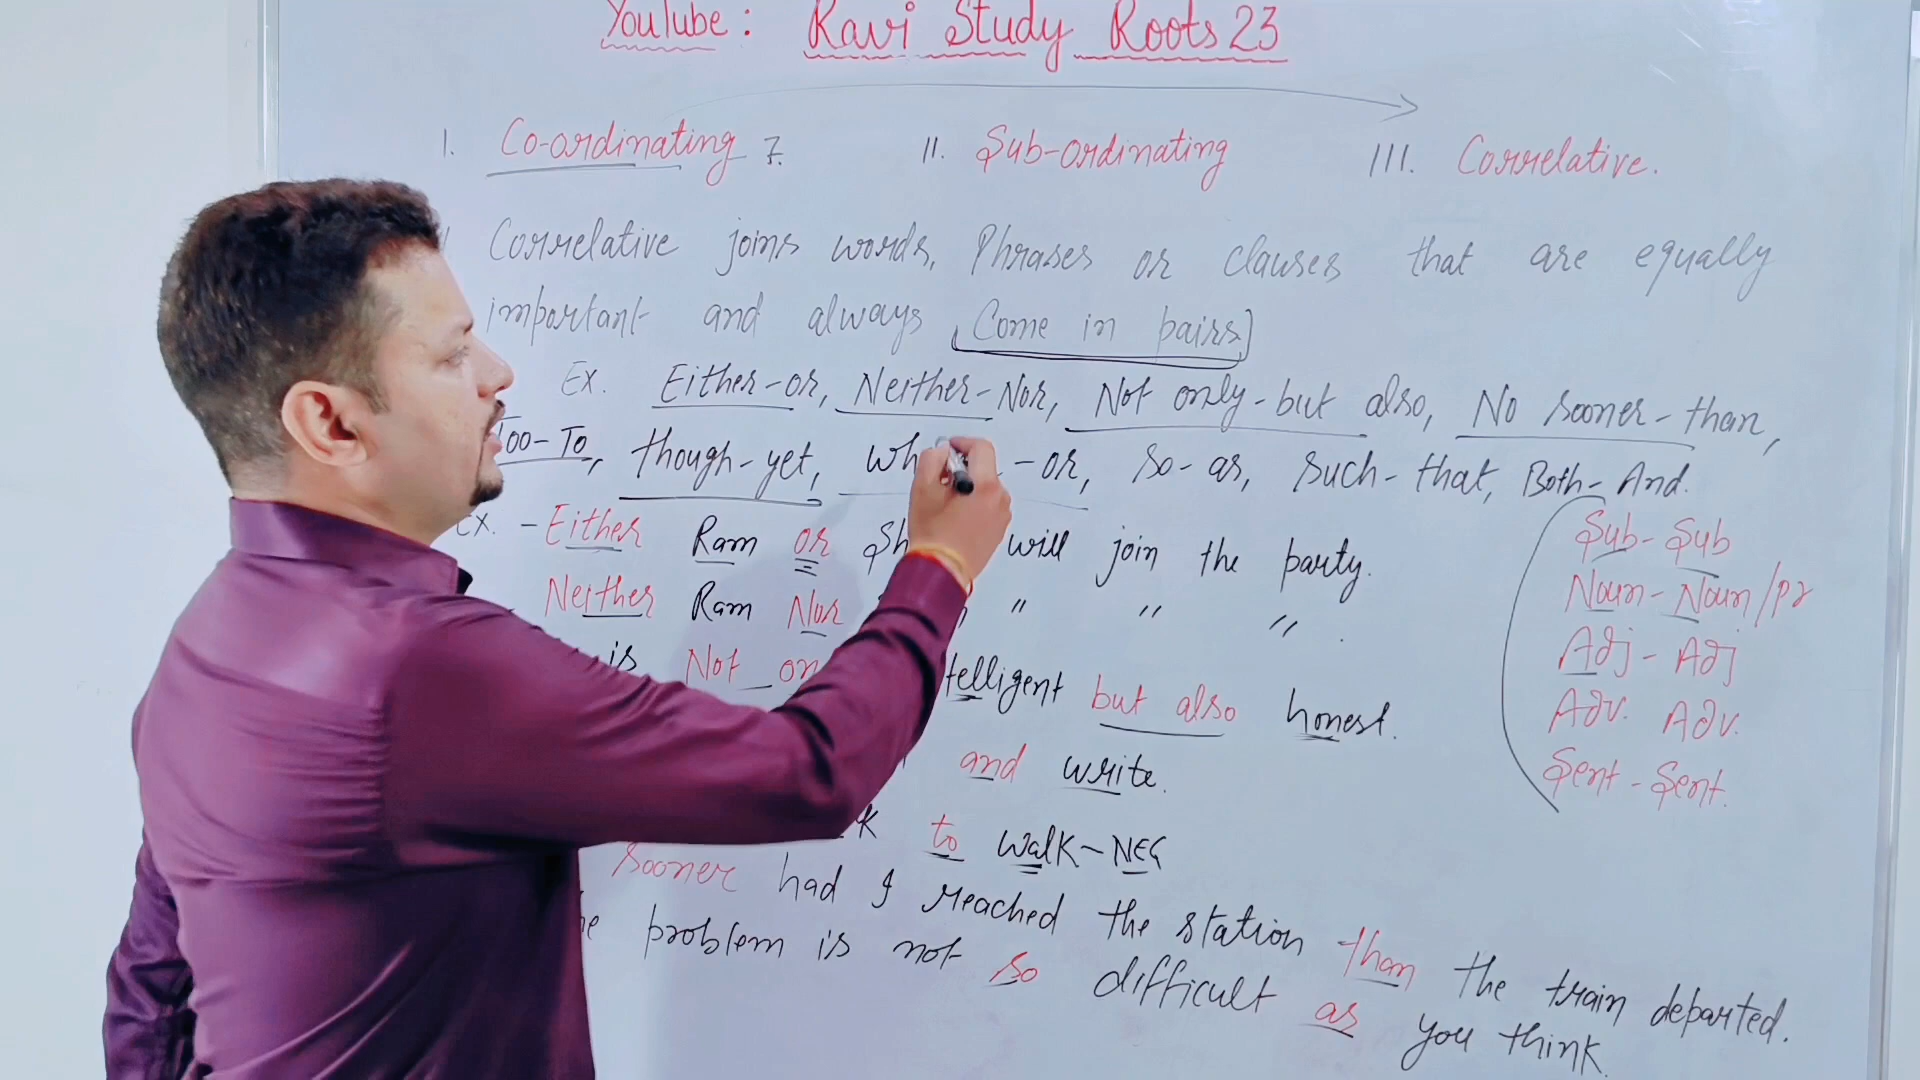 YouTube : Ravi Study Roots 23
I. Co-ordinating 7. II. Sub-ordinating III. Correlative.
Correlative joins words, Phrases or clauses that are equally
important and always [Come in pairs]
Ex. Either-or, Neither-Nor, Not only-but also, No sooner-than,
Too-To, though-yet, Wh -or, so-as, such-that, Both-And.
Ex. - Either Ram or Sh will join the party.
Neither Ram Nor " " " .
is Not on telligent but also honest.
and write.
K to walk-NEG
Sooner had I reached the station than the train departed.
problem is not so difficult as you think.
Sub-Sub
Noun-Noun/Pr
Adj-Adj
Adv. Adv.
Sent-Sent.